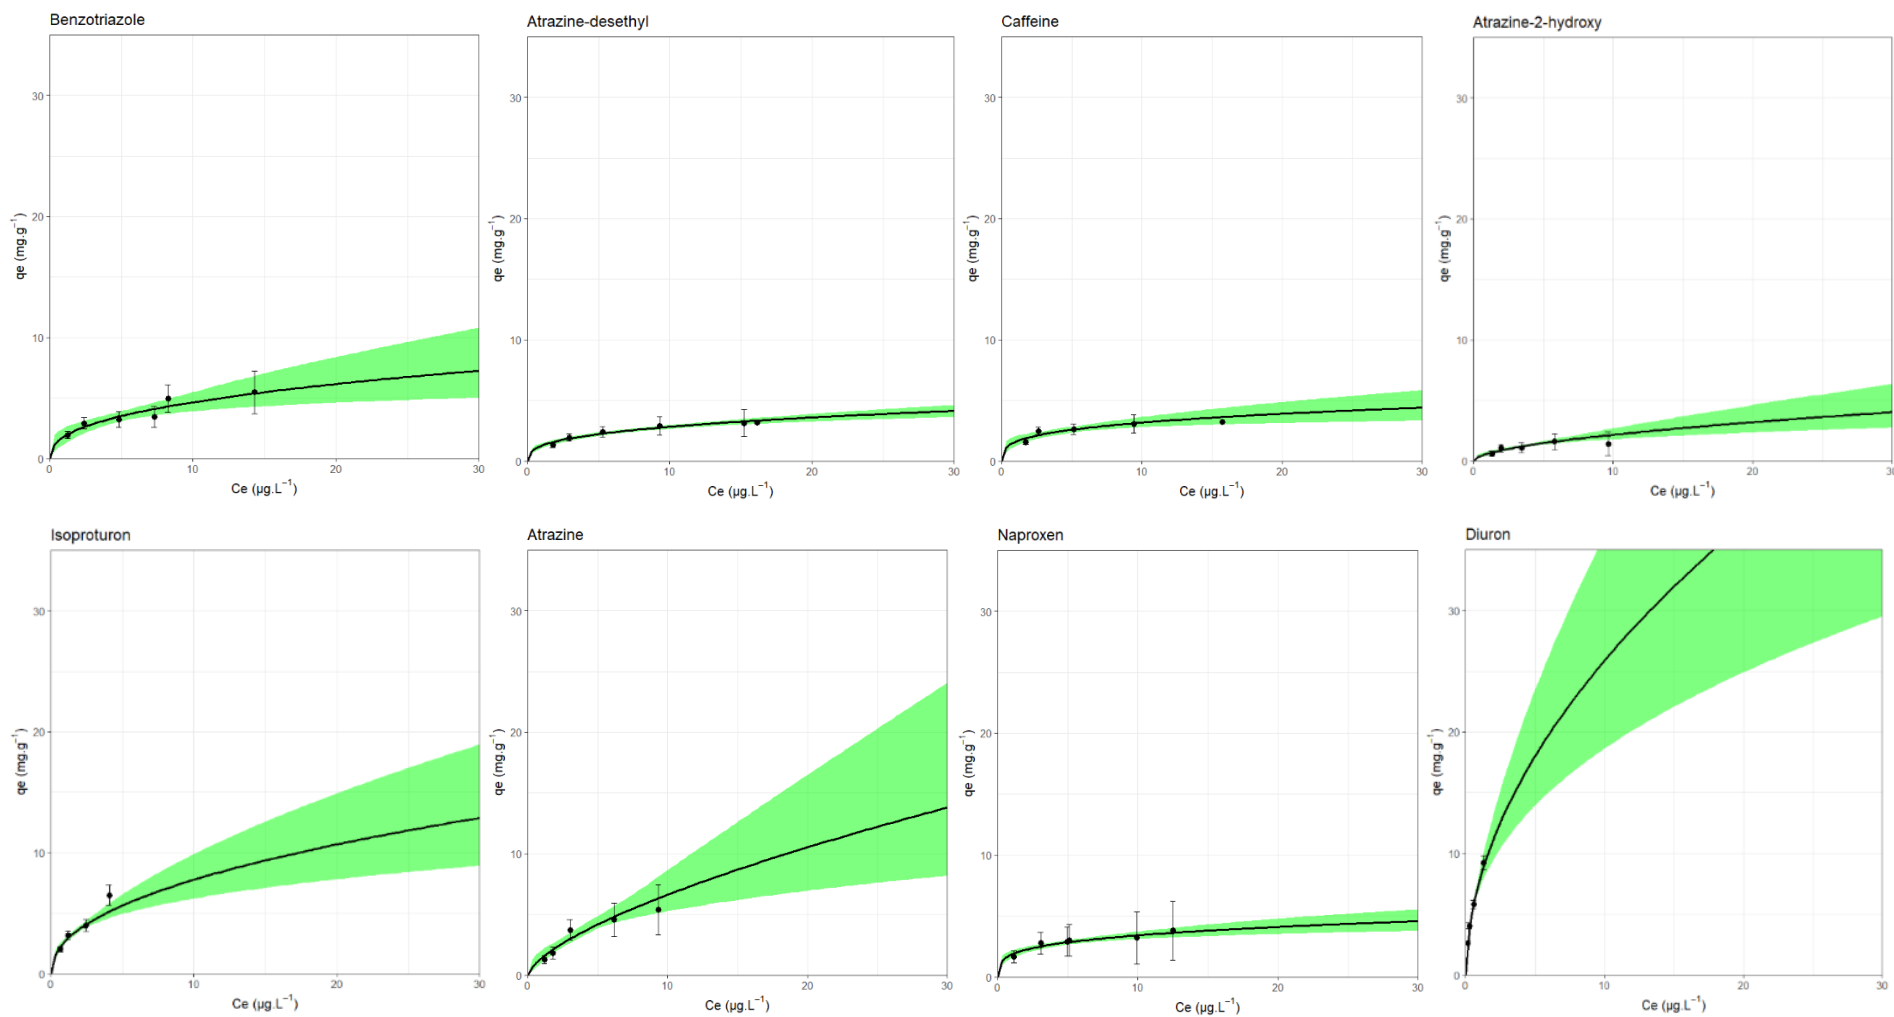 Benzotriazole
30
20
10
0
0 10 20 30
qe (mg.g⁻¹)
Ce (µg.L⁻¹)
Atrazine-desethyl
30
20
10
0
0 10 20 30
qe (mg.g⁻¹)
Ce (µg.L⁻¹)
Caffeine
30
20
10
0
0 10 20 30
qe (mg.g⁻¹)
Ce (µg.L⁻¹)
Atrazine-2-hydroxy
30
20
10
0
0 10 20 30
qe (mg.g⁻¹)
Ce (µg.L⁻¹)
Isoproturon
30
20
10
0
0 10 20 30
qe (mg.g⁻¹)
Ce (µg.L⁻¹)
Atrazine
30
20
10
0
0 10 20 30
qe (mg.g⁻¹)
Ce (µg.L⁻¹)
Naproxen
30
20
10
0
0 10 20 30
qe (mg.g⁻¹)
Ce (µg.L⁻¹)
Diuron
30
20
10
0
0 10 20 30
qe (mg.g⁻¹)
Ce (µg.L⁻¹)